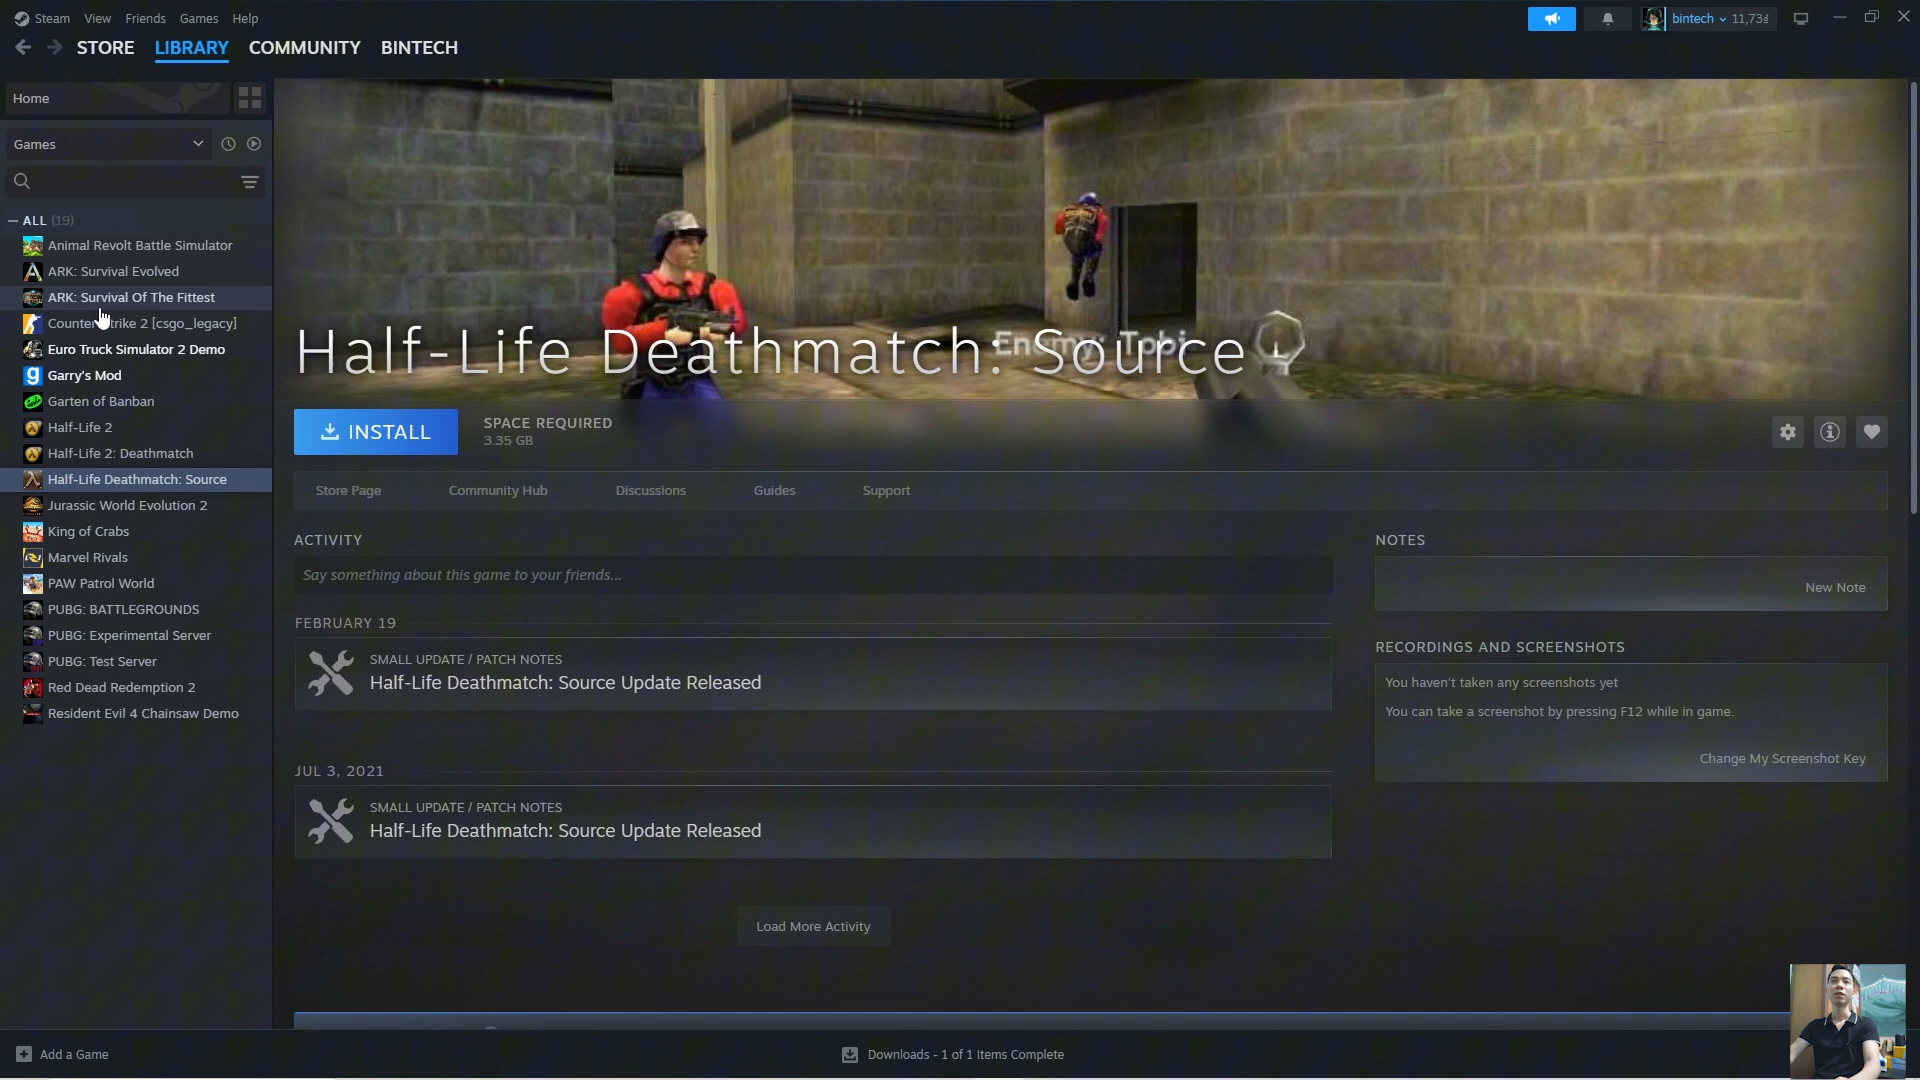 Steam View Friends Games Help
bintech 11,73đ
STORE LIBRARY COMMUNITY BINTECH
Home
Games
ALL (19)
Animal Revolt Battle Simulator
ARK: Survival Evolved
ARK: Survival Of The Fittest
Counter-Strike 2 [csgo_legacy]
Euro Truck Simulator 2 Demo
Garry's Mod
Garten of Banban
Half-Life 2
Half-Life 2: Deathmatch
Half-Life Deathmatch: Source
Jurassic World Evolution 2
King of Crabs
Marvel Rivals
PAW Patrol World
PUBG: BATTLEGROUNDS
PUBG: Experimental Server
PUBG: Test Server
Red Dead Redemption 2
Resident Evil 4 Chainsaw Demo
Enemy: Tobi
Half-Life Deathmatch: Source
INSTALL
SPACE REQUIRED
3.35 GB
Store Page Community Hub Discussions Guides Support
ACTIVITY
Say something about this game to your friends...
FEBRUARY 19
SMALL UPDATE / PATCH NOTES
Half-Life Deathmatch: Source Update Released
JUL 3, 2021
SMALL UPDATE / PATCH NOTES
Half-Life Deathmatch: Source Update Released
Load More Activity
NOTES
New Note
RECORDINGS AND SCREENSHOTS
You haven't taken any screenshots yet
You can take a screenshot by pressing F12 while in game.
Change My Screenshot Key
Add a Game
Downloads - 1 of 1 Items Complete